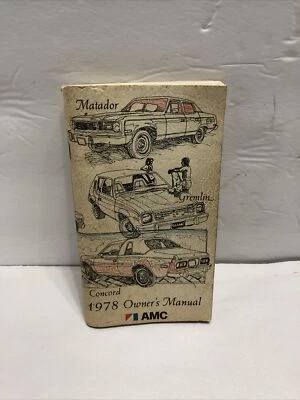 Matador
Gremlin
Concord
1978 Owner's Manual
AMC